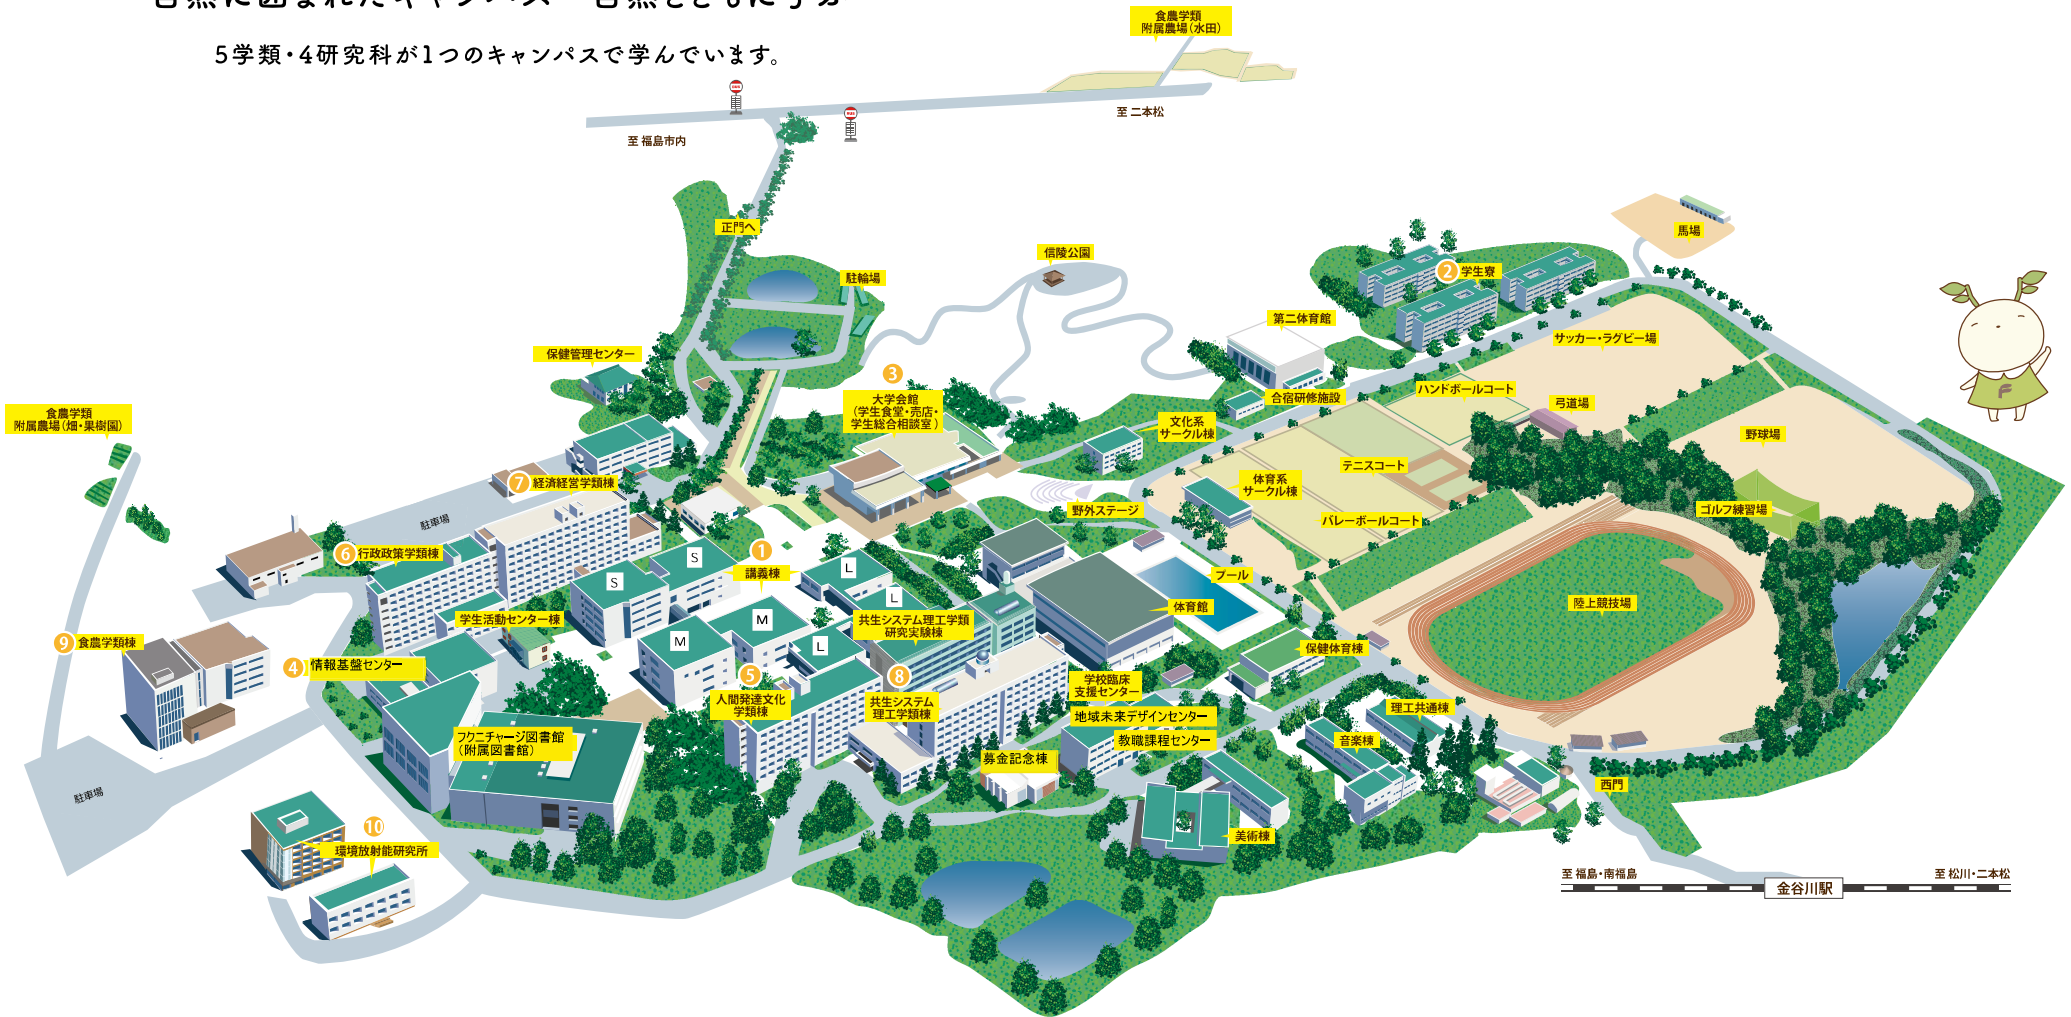 5学類・4研究科が1つのキャンパスで学んでいます。
食農学類
附属農場(水田)
至 二本松
至 福島市内
正門へ
駐輪場
信陵公園
馬場
2 学生寮
第二体育館
サッカー・ラグビー場
保健管理センター
3
大学会館
(学生食堂・売店・
学生総合相談室)
合宿研修施設
ハンドボールコート
弓道場
野球場
食農学類
附属農場(畑・果樹園)
文化系
サークル棟
テニスコート
体育系
サークル棟
7 経済経営学類棟
駐車場
野外ステージ
バレーボールコート
ゴルフ練習場
6 行政政策学類棟
1
講義棟
S
S
L
L
M
M
L
プール
体育館
陸上競技場
学生活動センター棟
共生システム理工学類
研究実験棟
9 食農学類棟
4 情報基盤センター
保健体育棟
5
人間発達文化
学類棟
8
共生システム
理工学類棟
学校臨床
支援センター
地域未来デザインセンター
教職課程センター
理工共通棟
音楽棟
フクニチャージ図書館
(附属図書館)
募金記念棟
西門
駐車場
10
環境放射能研究所
美術棟
至 福島・南福島
金谷川駅
至 松川・二本松